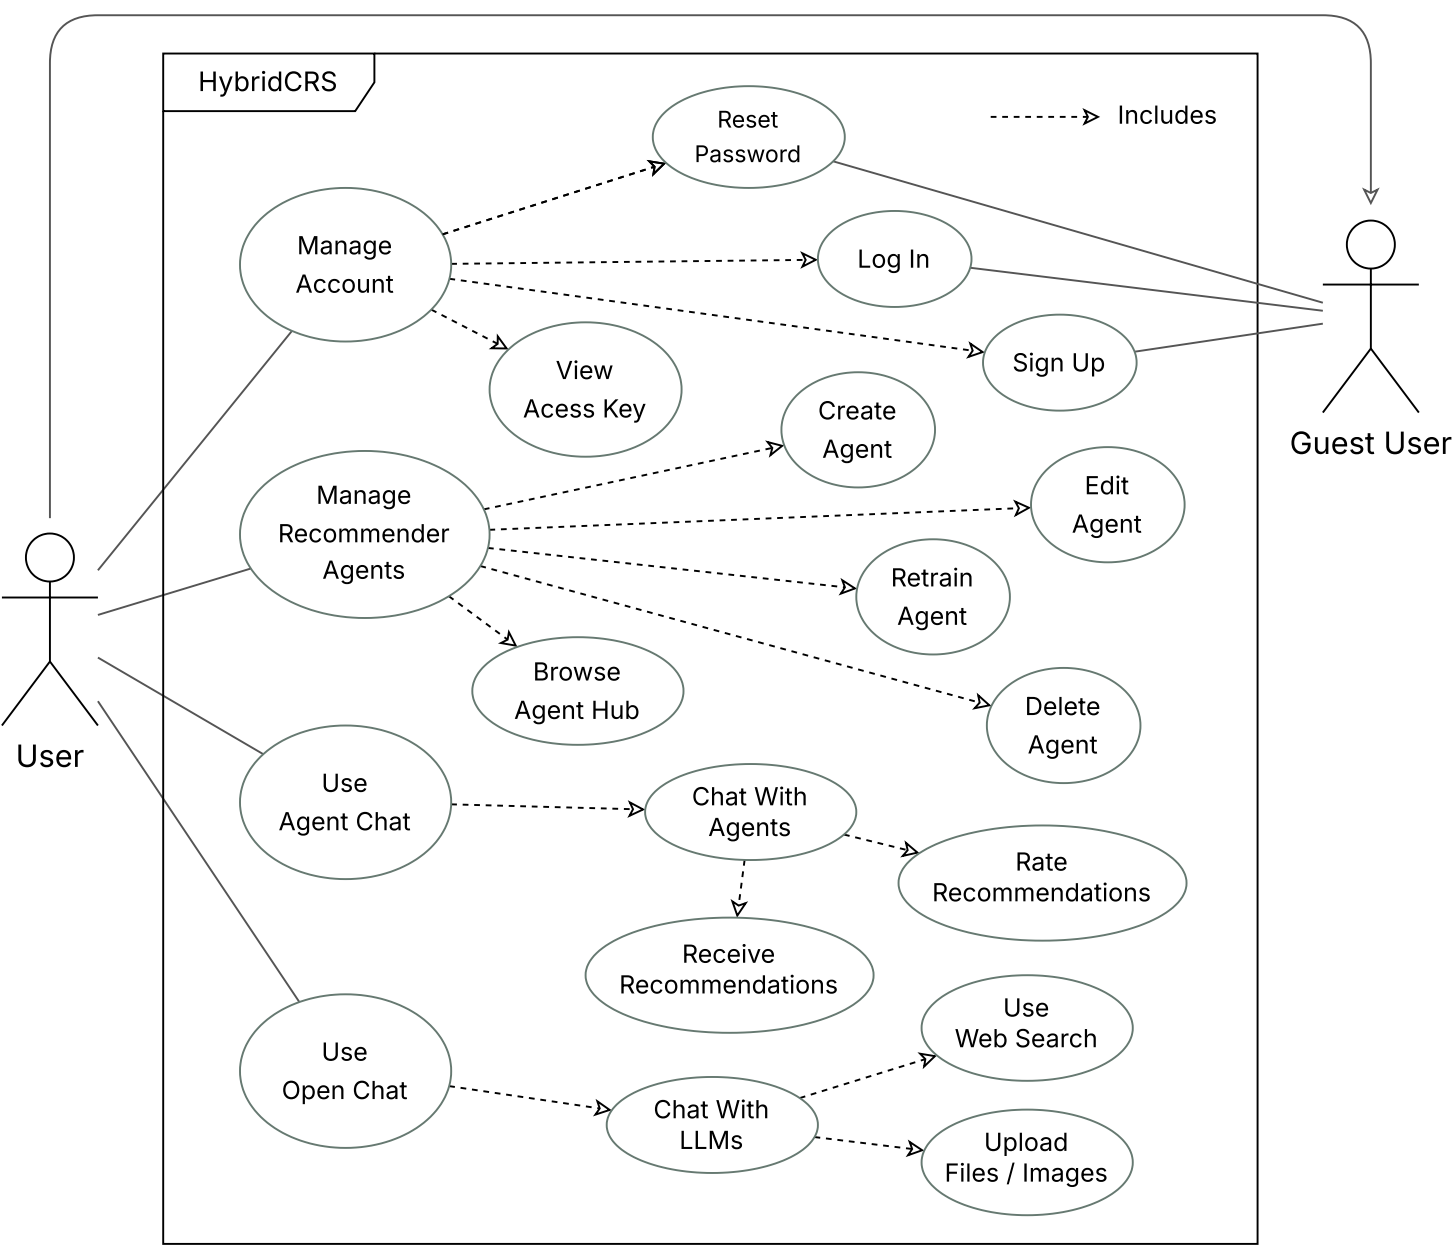 HybridCRS
Includes
Reset
Password
Manage
Account
Log In
Sign Up
View
Acess Key
Create
Agent
Guest User
Manage
Recommender
Agents
Edit
Agent
Retrain
Agent
Browse
Agent Hub
Delete
Agent
User
Use
Agent Chat
Chat With
Agents
Rate
Recommendations
Receive
Recommendations
Use
Open Chat
Use
Web Search
Chat With
LLMs
Upload
Files / Images